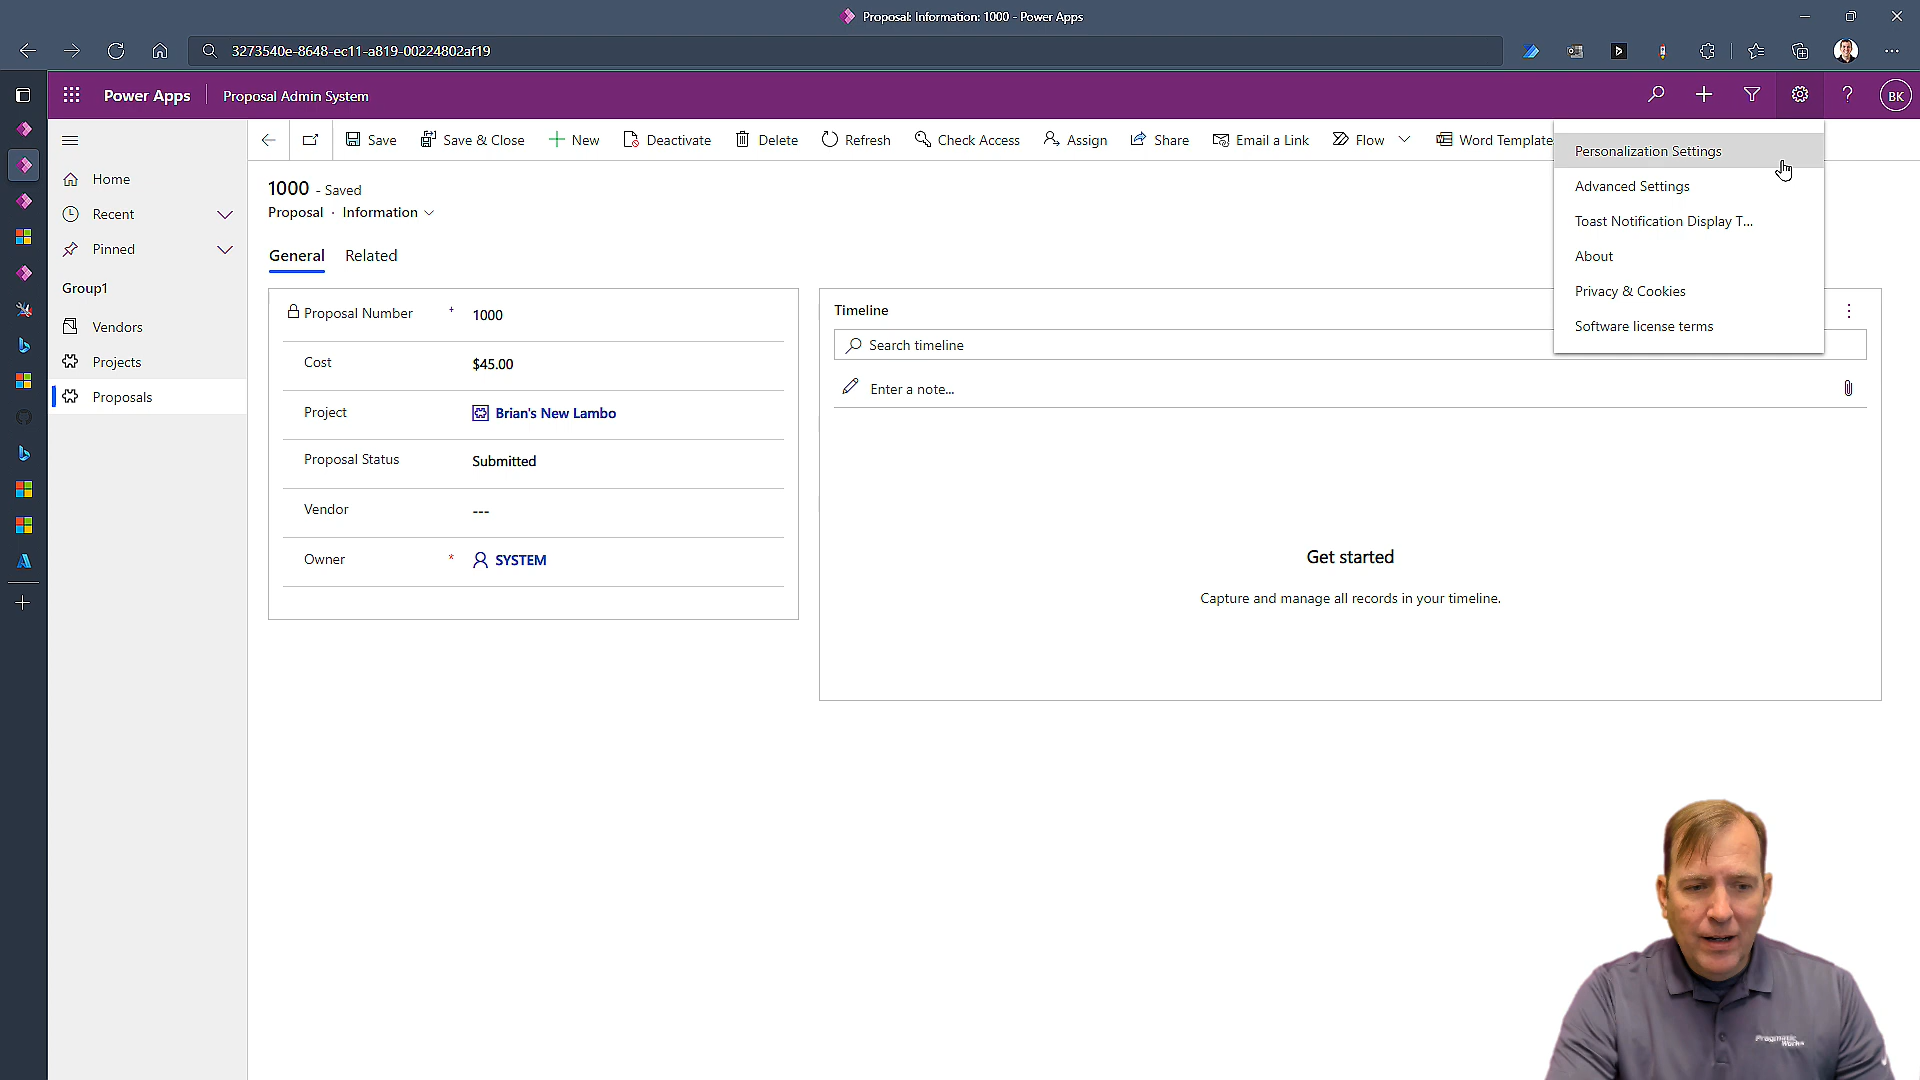 Proposal: Information: 1000 - Power Apps
3273540e-8648-ec11-a819-00224802af19
Power Apps
Proposal Admin System
?
BK
Save
Save & Close
New
Deactivate
Delete
Refresh
Check Access
Assign
Share
Email a Link
Flow
Word Template
Personalization Settings
Advanced Settings
Toast Notification Display T...
About
Privacy & Cookies
Software license terms
Home
Recent
Pinned
Group1
Vendors
Projects
Proposals
1000 - Saved
Proposal · Information
General
Related
Proposal Number + 1000
Cost $45.00
Project Brian's New Lambo
Proposal Status Submitted
Vendor ---
Owner * SYSTEM
Timeline
Search timeline
Enter a note...
Get started
Capture and manage all records in your timeline.
Pragmatic
Works